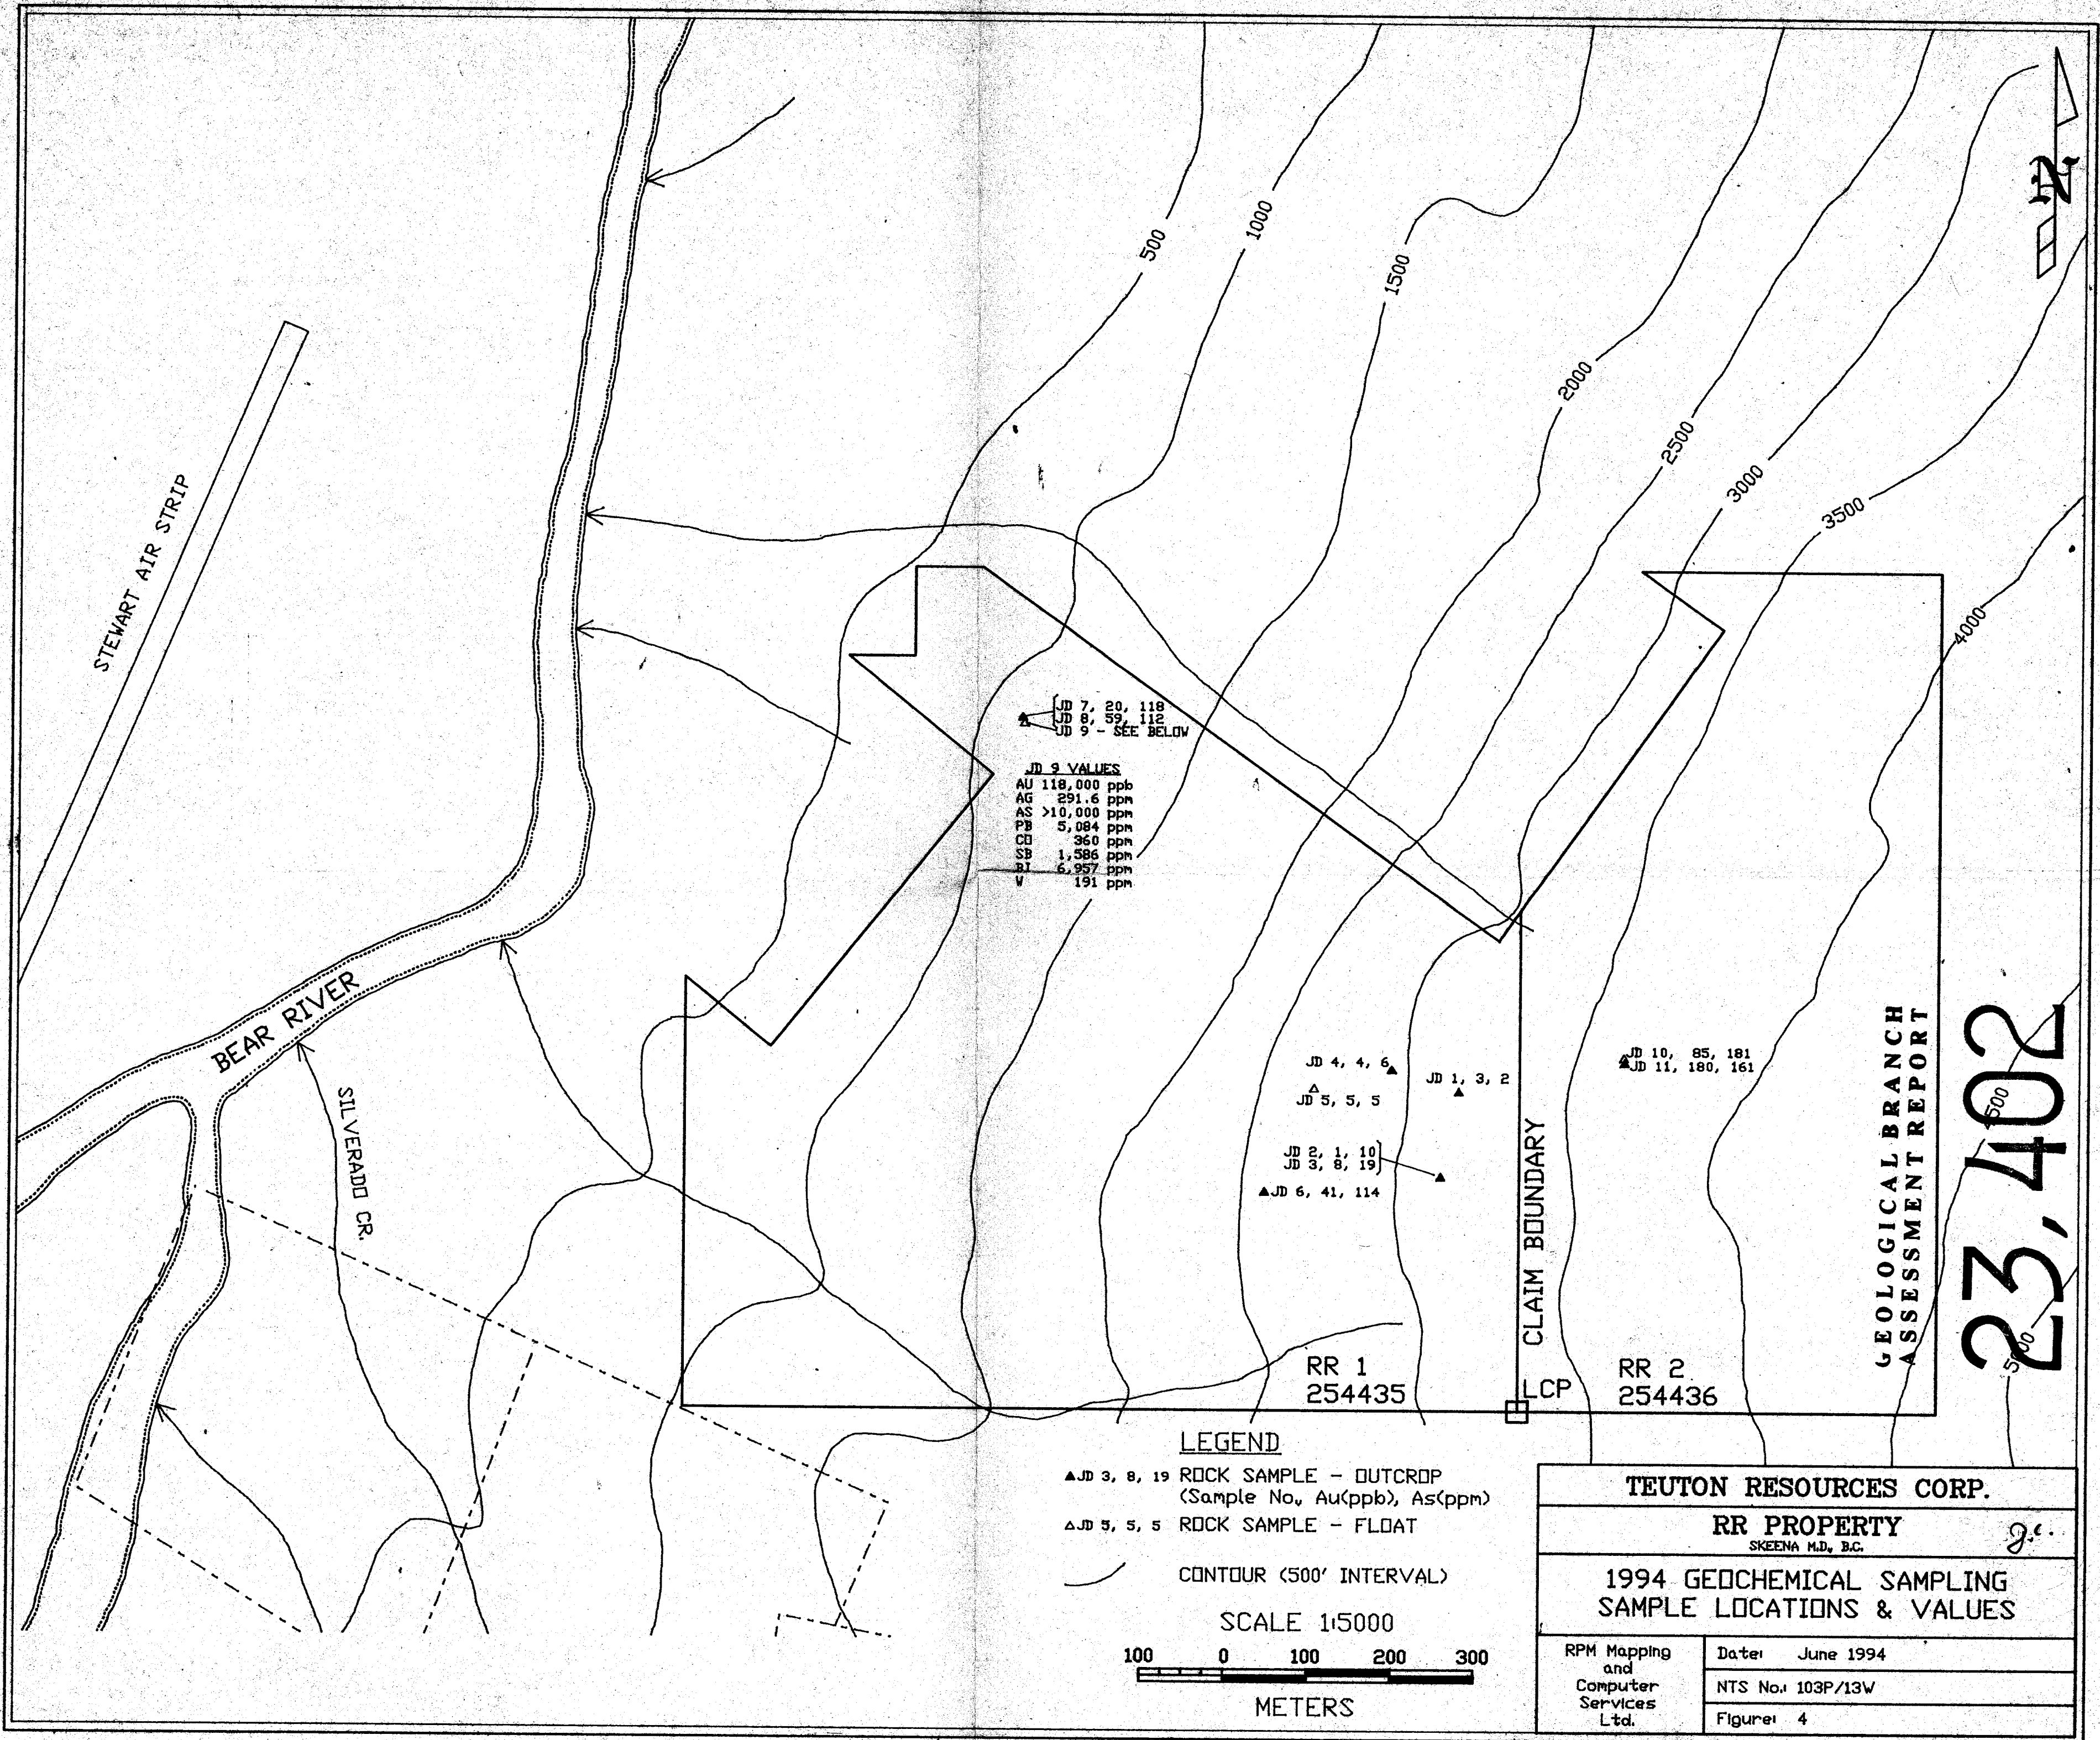 N
500
1000
1500
2000
2500
3000
3500
4000
4500
5000
STEWART AIR STRIP
BEAR RIVER
SILVERADO CR.
JD 7, 20, 118
JD 8, 59, 112
JD 9 - SEE BELOW
JD 9 VALUES
AU 118,000 ppb
AG 291.6 ppm
AS >10,000 ppm
PB 5,084 ppm
CO 360 ppm
SB 1,586 ppm
BI 6,957 ppm
W 191 ppm
JD 4, 4, 6
JD 1, 3, 2
JD 5, 5, 5
JD 2, 1, 10
JD 3, 8, 19
JD 6, 41, 114
JD 10, 85, 181
JD 11, 180, 161
CLAIM BOUNDARY
RR 1
254435
LCP
RR 2
254436
GEOLOGICAL BRANCH
ASSESSMENT REPORT
23,402
LEGEND
JD 3, 8, 19 ROCK SAMPLE - OUTCROP
(Sample No., Au(ppb), As(ppm)
JD 5, 5, 5 ROCK SAMPLE - FLOAT
CONTOUR (500' INTERVAL)
SCALE 1:5000
100 0 100 200 300
METERS
TEUTON RESOURCES CORP.
RR PROPERTY
SKEENA M.D., B.C.
1994 GEOCHEMICAL SAMPLING
SAMPLE LOCATIONS & VALUES
RPM Mapping
and
Computer
Services
Ltd.
Date: June 1994
NTS No.: 103P/13W
Figure: 4